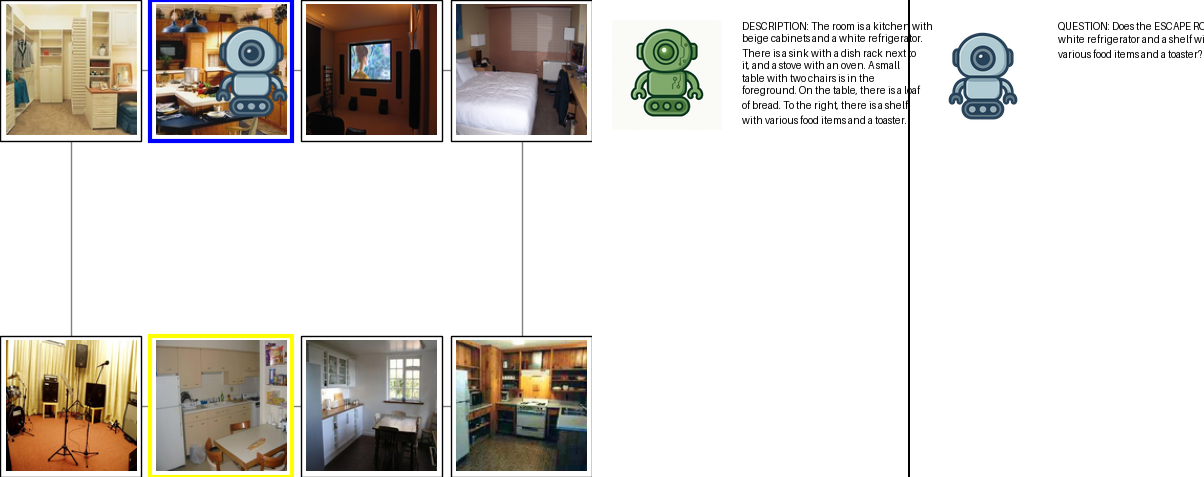 DESCRIPTION: The room is a kitchen with
beige cabinets and a white refrigerator.
There is a sink with a dish rack next to
it, and a stove with an oven. A small
table with two chairs is in the
foreground. On the table, there is a loaf
of bread. To the right, there is a shelf
with various food items and a toaster.
QUESTION: Does the ESCAPE RO
white refrigerator and a shelf wi
various food items and a toaster?